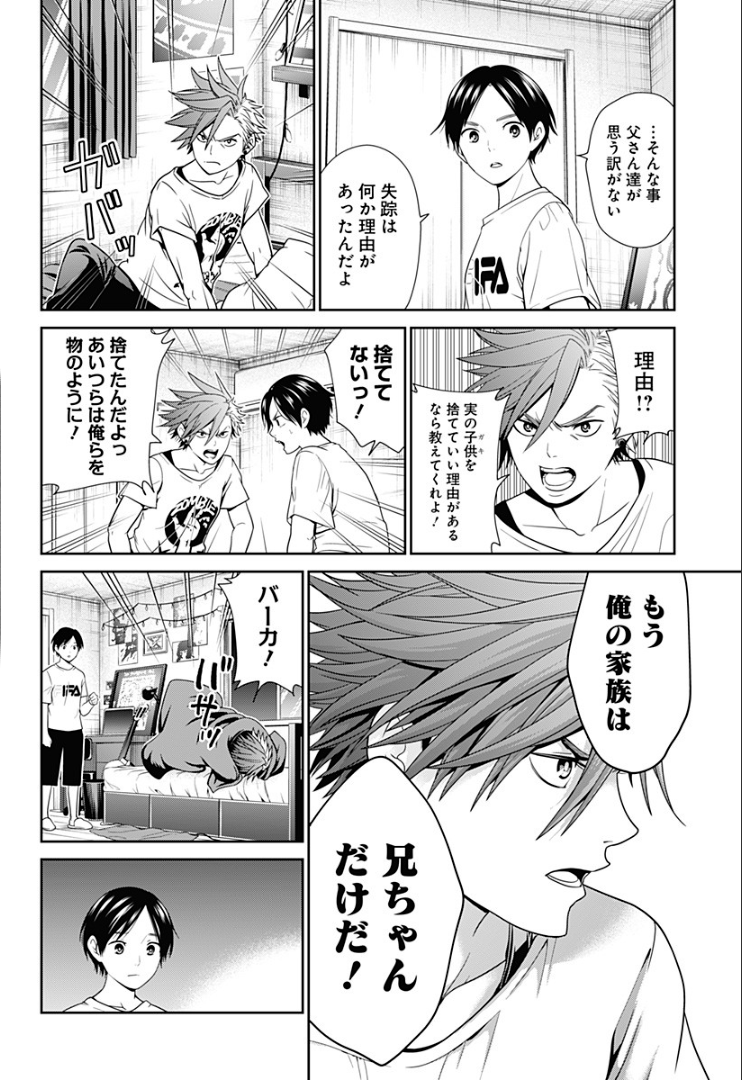 …そんな事
父さん達が
思う訳がない
失踪は
何か理由が
あったんだよ
IFA
ガバッ
理由!?
実の子供を
ガキ
捨てていい理由がある
なら教えてくれよ!
捨てて
ないっ!
捨てたんだよっ
あいつらは俺らを
物のように!
ZOMBIE
もう
俺の家族は
兄ちゃん
だけだ!
バーカ!
バサッ
IFA